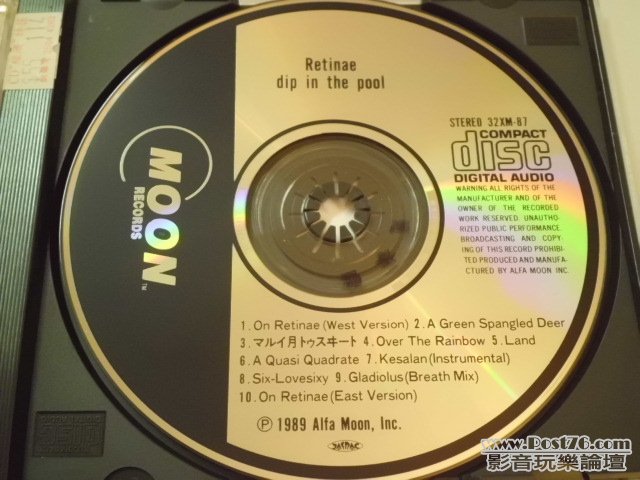 Retinae
dip in the pool
STEREO 32XM-87
COMPACT
disc
DIGITAL AUDIO
WARNING ALL RIGHTS OF THE
MANUFACTURER AND OF THE
OWNER OF THE RECORDED
WORK RESERVED. UNAUTHO-
RIZED PUBLIC PERFORMANCE.
BROADCASTING AND COPY-
ING OF THIS RECORD PROHIBI-
TED PRODUCED AND MANUFA-
CTURED BY ALFA MOON INC.
MOON
RECORDS
TM
1. On Retinae (West Version) 2. A Green Spangled Deer
3. マルイ月トゥスヰート 4. Over The Rainbow 5. Land
6. A Quasi Quadrate 7. Kesalan (Instrumental)
8. Six-Lovesixy 9. Gladiolus (Breath Mix)
10. On Retinae (East Version)
Ⓟ 1989 Alfa Moon, Inc.
JASRAC
www.Post76.com
影音玩樂論壇